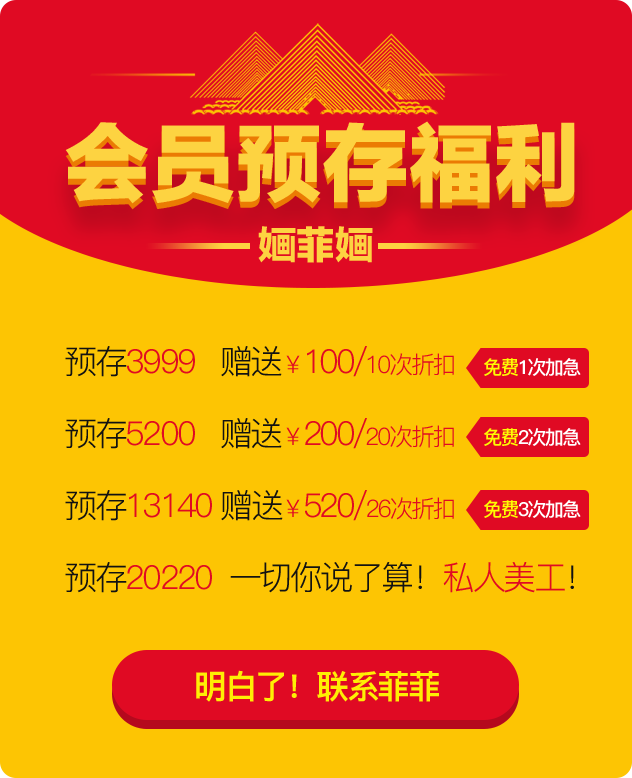 会员预存福利
婳菲婳
预存3999 赠送¥100/10次折扣 免费1次加急
预存5200 赠送¥200/20次折扣 免费2次加急
预存13140 赠送¥520/26次折扣 免费3次加急
预存20220 一切你说了算！私人美工！
明白了！联系菲菲